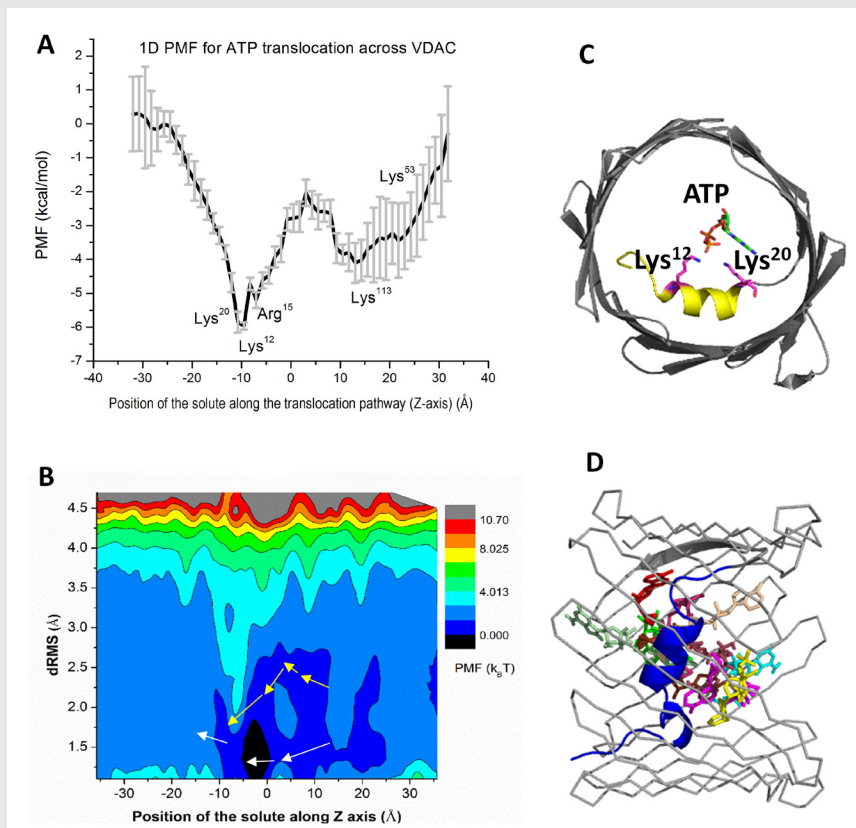 A
1D PMF for ATP translocation across VDAC
PMF (kcal/mol)
2
1
0
-1
-2
-3
-4
-5
-6
-7
Lys20
Lys12
Arg15
Lys113
Lys53
-40 -30 -20 -10 0 10 20 30 40
Position of the solute along the translocation pathway (Z-axis) (Å)
B
dRMS (Å)
4.5
4.0
3.5
3.0
2.5
2.0
1.5
-30 -20 -10 0 10 20 30
Position of the solute along Z axis (Å)
10.70
8.025
4.013
0.000
PMF (kBT)
C
ATP
Lys12 Lys20
D